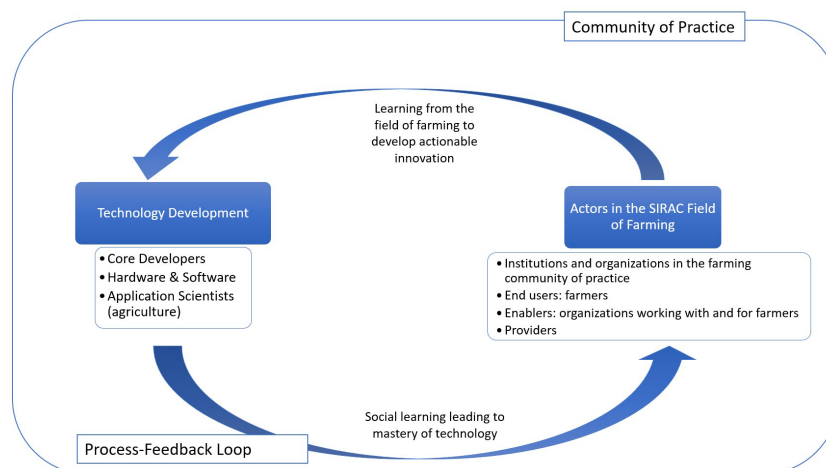 Community of Practice
Learning from the
field of farming to
develop actionable
innovation
Technology Development
• Core Developers
• Hardware & Software
• Application Scientists
(agriculture)
Actors in the SIRAC Field
of Farming
• Institutions and organizations in the farming
community of practice
• End users: farmers
• Enablers: organizations working with and for farmers
• Providers
Social learning leading to
mastery of technology
Process-Feedback Loop